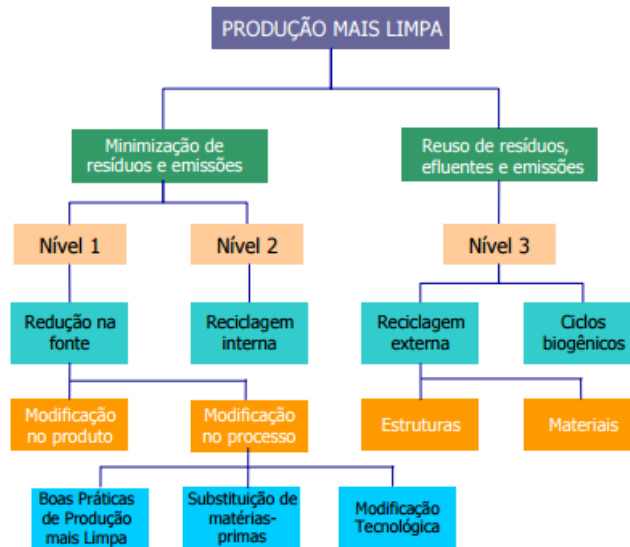 PRODUÇÃO MAIS LIMPA
Minimização de
resíduos e emissões
Reuso de resíduos,
efluentes e emissões
Nível 1
Nível 2
Nível 3
Redução na
fonte
Reciclagem
interna
Reciclagem
externa
Ciclos
biogênicos
Modificação
no produto
Modificação
no processo
Estruturas
Materiais
Boas Práticas
de Produção
mais Limpa
Substituição de
matérias-
primas
Modificação
Tecnológica